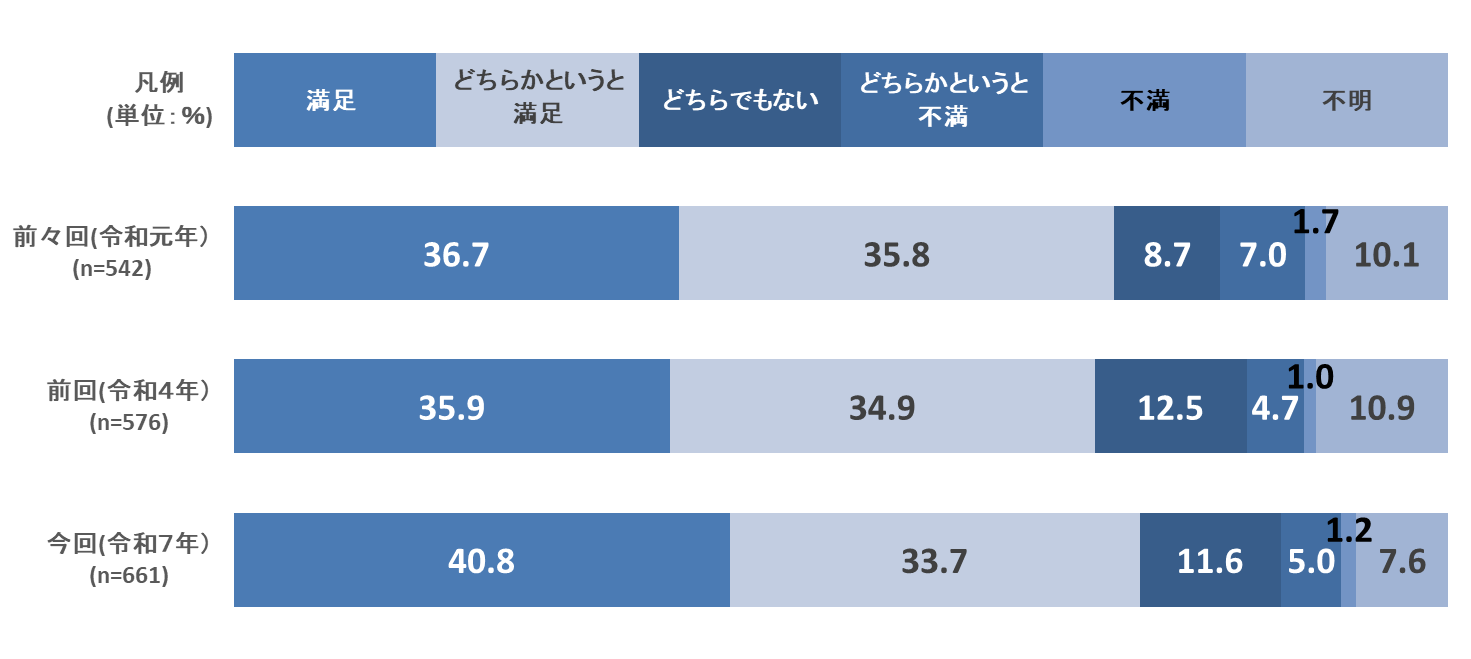 凡例
(単位：%)
満足
どちらかというと
満足
どちらでもない
どちらかというと
不満
不満
不明
前々回(令和元年)
(n=542)
36.7
35.8
8.7
7.0
1.7
10.1
前回(令和4年)
(n=576)
35.9
34.9
12.5
4.7
1.0
10.9
今回(令和7年)
(n=661)
40.8
33.7
11.6
5.0
1.2
7.6